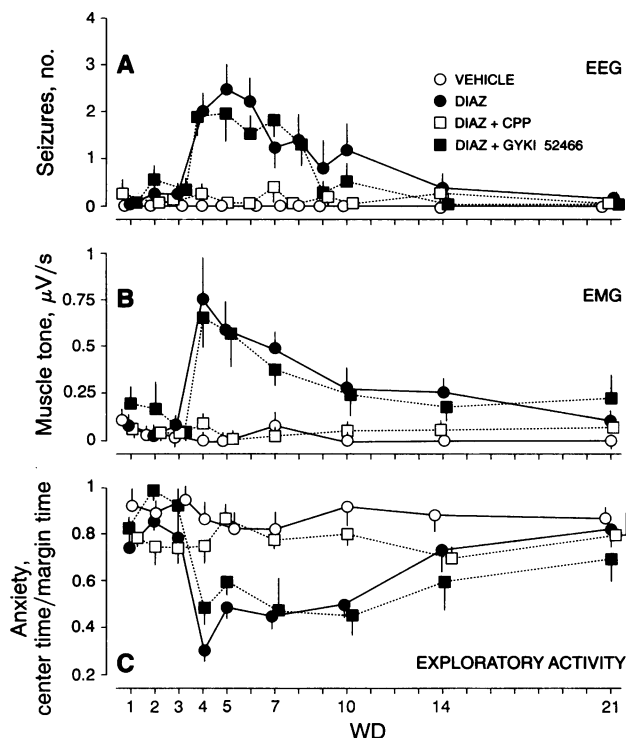 A
EEG
Seizures, no.
4
3
2
1
0
VEHICLE
DIAZ
DIAZ + CPP
DIAZ + GYKI 52466
B
EMG
Muscle tone, µV/s
1
0.75
0.5
0.25
0
C
EXPLORATORY ACTIVITY
Anxiety,
center time/margin time
1
0.8
0.6
0.4
0.2
1 2 3 4 5 7 10 14 21
WD